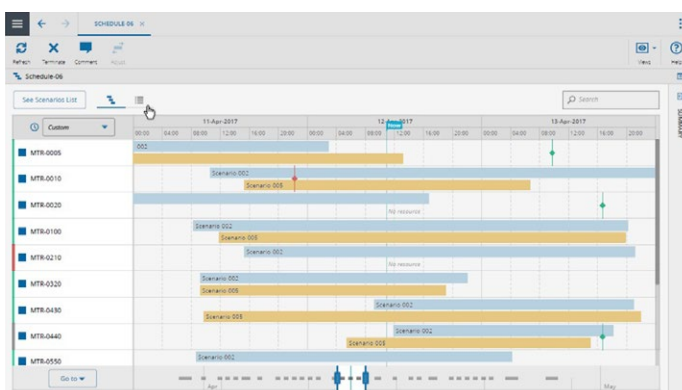 SCHEDULE-06
Refresh Terminate Comment Adjust Views Help
Schedule-06
See Scenarios List Search
SUMMARY
Custom
11-Apr-2017 13-Apr-2017
00:00 04:00 08:00 12:00 16:00 20:00 00:00 04:00 08:00 16:00 20:00 00:00 04:00 08:00 12:00 16:00 20:00
MTR-0005 002
MTR-0010 Scenario 002
Scenario 005
MTR-0020
No resource
MTR-0100 Scenario 002
Scenario 005
MTR-0210 Scenario 002
No resource
MTR-0320 Scenario 002
Scenario 005
MTR-0430 Scenario 002
Scenario 005
MTR-0440 Scenario 002
Scenario 005
MTR-0550 Scenario 002
Go to
Apr May